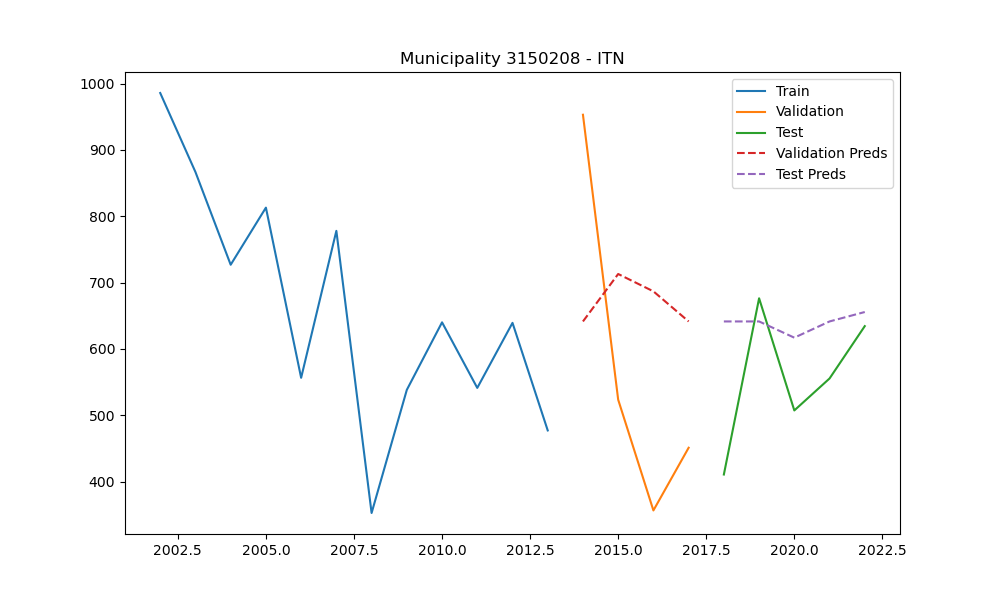 Municipality 3150208 - ITN
1000
900
800
700
600
500
400
Train
Validation
Test
Validation Preds
Test Preds
2002.5 2005.0 2007.5 2010.0 2012.5 2015.0 2017.5 2020.0 2022.5